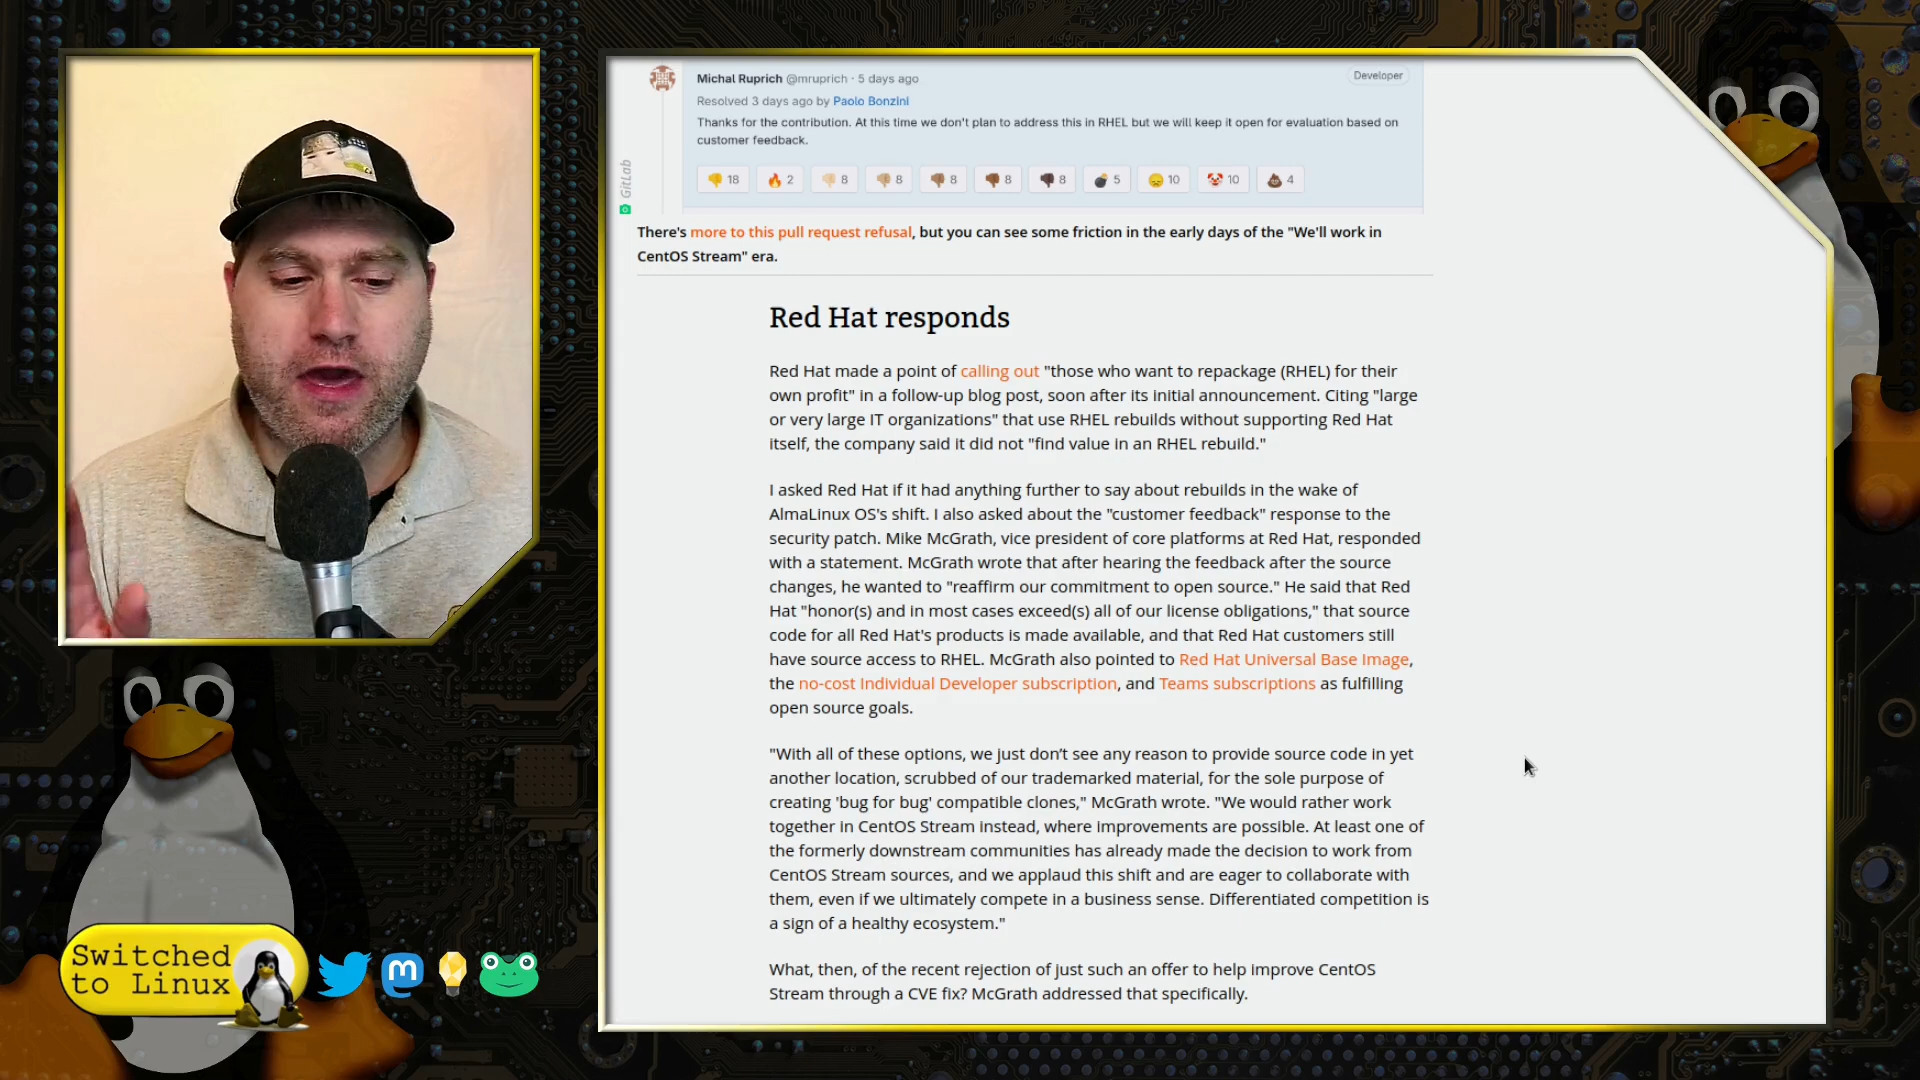 Michal Ruprich @mruprich · 5 days ago
Developer
Resolved 3 days ago by Paolo Bonzini
Thanks for the contribution. At this time we don't plan to address this in RHEL but we will keep it open for evaluation based on
customer feedback.
18 2 8 8 8 8 8 5 10 10 4
GitLab
There's more to this pull request refusal, but you can see some friction in the early days of the "We'll work in
CentOS Stream" era.
Red Hat responds
Red Hat made a point of calling out "those who want to repackage (RHEL) for their
own profit" in a follow-up blog post, soon after its initial announcement. Citing "large
or very large IT organizations" that use RHEL rebuilds without supporting Red Hat
itself, the company said it did not "find value in an RHEL rebuild."
I asked Red Hat if it had anything further to say about rebuilds in the wake of
AlmaLinux OS's shift. I also asked about the "customer feedback" response to the
security patch. Mike McGrath, vice president of core platforms at Red Hat, responded
with a statement. McGrath wrote that after hearing the feedback after the source
changes, he wanted to "reaffirm our commitment to open source." He said that Red
Hat "honor(s) and in most cases exceed(s) all of our license obligations," that source
code for all Red Hat's products is made available, and that Red Hat customers still
have source access to RHEL. McGrath also pointed to Red Hat Universal Base Image,
the no-cost Individual Developer subscription, and Teams subscriptions as fulfilling
open source goals.
"With all of these options, we just don't see any reason to provide source code in yet
another location, scrubbed of our trademarked material, for the sole purpose of
creating 'bug for bug' compatible clones," McGrath wrote. "We would rather work
together in CentOS Stream instead, where improvements are possible. At least one of
the formerly downstream communities has already made the decision to work from
CentOS Stream sources, and we applaud this shift and are eager to collaborate with
them, even if we ultimately compete in a business sense. Differentiated competition is
a sign of a healthy ecosystem."
What, then, of the recent rejection of just such an offer to help improve CentOS
Stream through a CVE fix? McGrath addressed that specifically.
Switched
to Linux